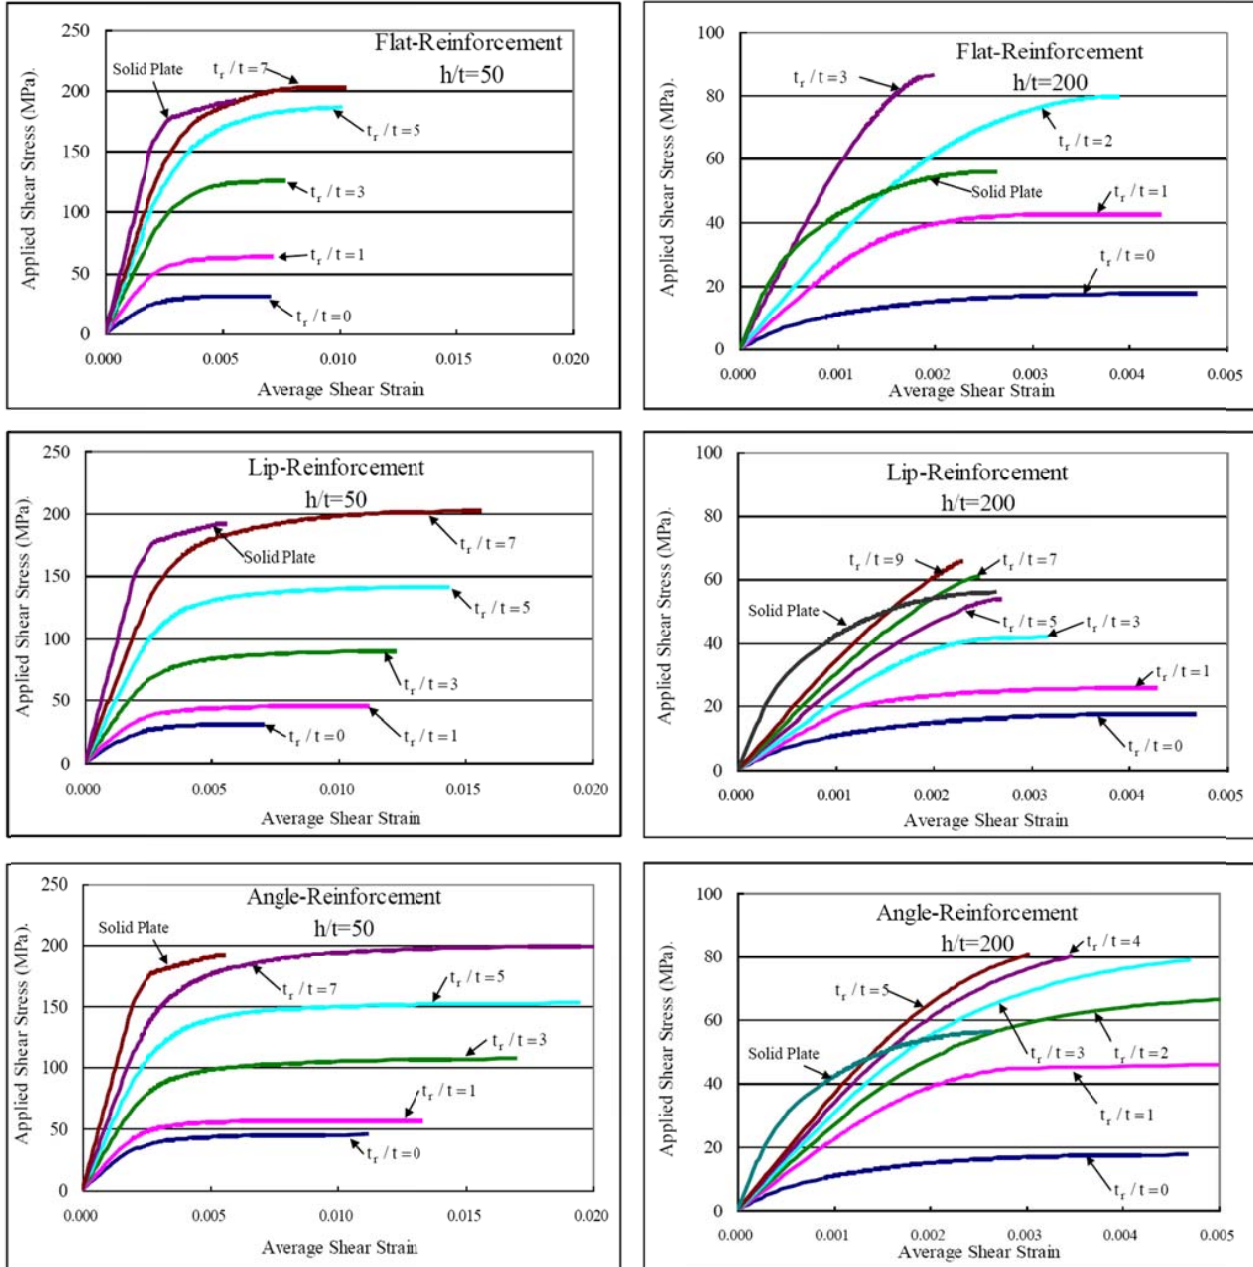 Flat-Reinforcement
h/t=50
Solid Plate
t_r / t = 7
t_r / t = 5
t_r / t = 3
t_r / t = 1
t_r / t = 0
250
200
150
100
50
0
0.000 0.005 0.010 0.015 0.020
Applied Shear Stress (MPa).
Average Shear Strain
Flat-Reinforcement
h/t=200
t_r / t = 3
t_r / t = 2
Solid Plate
t_r / t = 1
t_r / t = 0
100
80
60
40
20
0
0.000 0.001 0.002 0.003 0.004 0.005
Applied Shear Stress (MPa).
Average Shear Strain
Lip-Reinforcement
h/t=50
Solid Plate
t_r / t = 7
t_r / t = 5
t_r / t = 3
t_r / t = 1
t_r / t = 0
250
200
150
100
50
0
0.000 0.005 0.010 0.015 0.020
Applied Shear Stress (MPa).
Average Shear Strain
Lip-Reinforcement
h/t=200
t_r / t = 9
t_r / t = 7
Solid Plate
t_r / t = 5
t_r / t = 3
t_r / t = 1
t_r / t = 0
100
80
60
40
20
0
0.000 0.001 0.002 0.003 0.004 0.005
Applied Shear Stress (MPa).
Average Shear Strain
Angle-Reinforcement
h/t=50
Solid Plate
t_r / t = 7
t_r / t = 5
t_r / t = 3
t_r / t = 1
t_r / t = 0
250
200
150
100
50
0
0.000 0.005 0.010 0.015 0.020
Applied Shear Stress (MPa).
Average Shear Strain
Angle-Reinforcement
h/t=200
t_r / t = 4
t_r / t = 5
Solid Plate
t_r / t = 3
t_r / t = 2
t_r / t = 1
t_r / t = 0
100
80
60
40
20
0
0.000 0.001 0.002 0.003 0.004 0.005
Applied Shear Stress (MPa).
Average Shear Strain